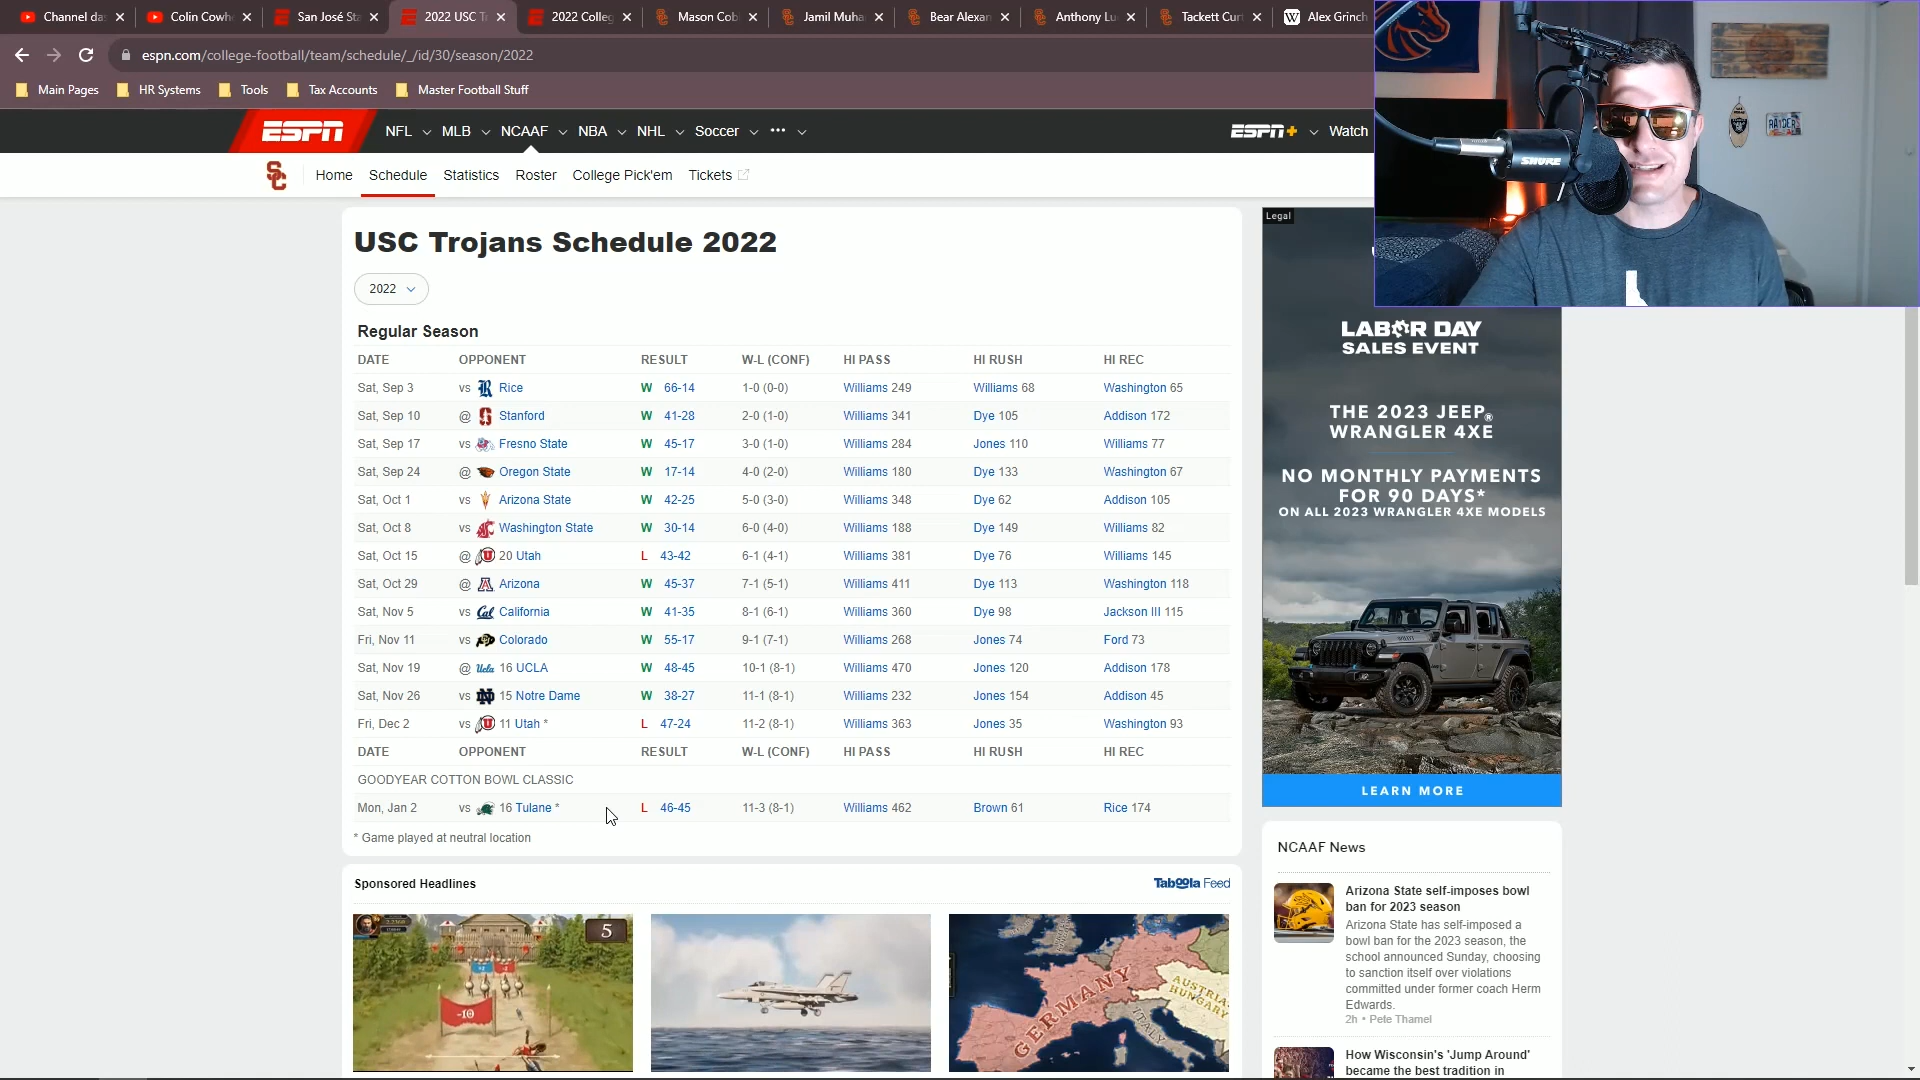 Channel da
Colin Cowh
San José Sta
2022 USC T
2022 Colleg
Mason Cob
Jamil Muha
Bear Alexan
Anthony Lu
Tackett Cur
Alex Grinch
espn.com/college-football/team/schedule/_/id/30/season/2022
Main Pages HR Systems Tools Tax Accounts Master Football Stuff
ESPN NFL MLB NCAAF NBA NHL Soccer ••• ESPN+ Watch
SC Home Schedule Statistics Roster College Pick'em Tickets
USC Trojans Schedule 2022
2022
Regular Season
DATE OPPONENT RESULT W-L (CONF) HI PASS HI RUSH HI REC
Sat, Sep 3 vs Rice W 66-14 1-0 (0-0) Williams 249 Williams 68 Washington 65
Sat, Sep 10 @ Stanford W 41-28 2-0 (1-0) Williams 341 Dye 105 Addison 172
Sat, Sep 17 vs Fresno State W 45-17 3-0 (1-0) Williams 284 Jones 110 Williams 77
Sat, Sep 24 @ Oregon State W 17-14 4-0 (2-0) Williams 180 Dye 133 Washington 67
Sat, Oct 1 vs Arizona State W 42-25 5-0 (3-0) Williams 348 Dye 62 Addison 105
Sat, Oct 8 vs Washington State W 30-14 6-0 (4-0) Williams 188 Dye 149 Williams 82
Sat, Oct 15 @ 20 Utah L 43-42 6-1 (4-1) Williams 381 Dye 76 Williams 145
Sat, Oct 29 @ Arizona W 45-37 7-1 (5-1) Williams 411 Dye 113 Washington 118
Sat, Nov 5 vs Cal California W 41-35 8-1 (6-1) Williams 360 Dye 98 Jackson III 115
Fri, Nov 11 vs Colorado W 55-17 9-1 (7-1) Williams 268 Jones 74 Ford 73
Sat, Nov 19 @ Ucla 16 UCLA W 48-45 10-1 (8-1) Williams 470 Jones 120 Addison 178
Sat, Nov 26 vs 15 Notre Dame W 38-27 11-1 (8-1) Williams 232 Jones 154 Addison 45
Fri, Dec 2 vs 11 Utah * L 47-24 11-2 (8-1) Williams 363 Jones 35 Washington 93
DATE OPPONENT RESULT W-L (CONF) HI PASS HI RUSH HI REC
GOODYEAR COTTON BOWL CLASSIC
Mon, Jan 2 vs 16 Tulane * L 46-45 11-3 (8-1) Williams 462 Brown 61 Rice 174
* Game played at neutral location
Sponsored Headlines
Taboola Feed
5
-10
GERMANY
AUSTRIA
HUNGARY
ITALY
SHURE
RAIDER
Legal
LABOR DAY
SALES EVENT
THE 2023 JEEP®
WRANGLER 4XE
NO MONTHLY PAYMENTS
FOR 90 DAYS*
ON ALL 2023 WRANGLER 4XE MODELS
LEARN MORE
NCAAF News
Arizona State self-imposes bowl
ban for 2023 season
Arizona State has self-imposed a
bowl ban for the 2023 season, the
school announced Sunday, choosing
to sanction itself over violations
committed under former coach Herm
Edwards.
2h • Pete Thamel
How Wisconsin's 'Jump Around'
became the best tradition in